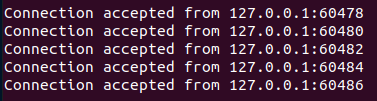 Connection accepted from 127.0.0.1:60478
Connection accepted from 127.0.0.1:60480
Connection accepted from 127.0.0.1:60482
Connection accepted from 127.0.0.1:60484
Connection accepted from 127.0.0.1:60486